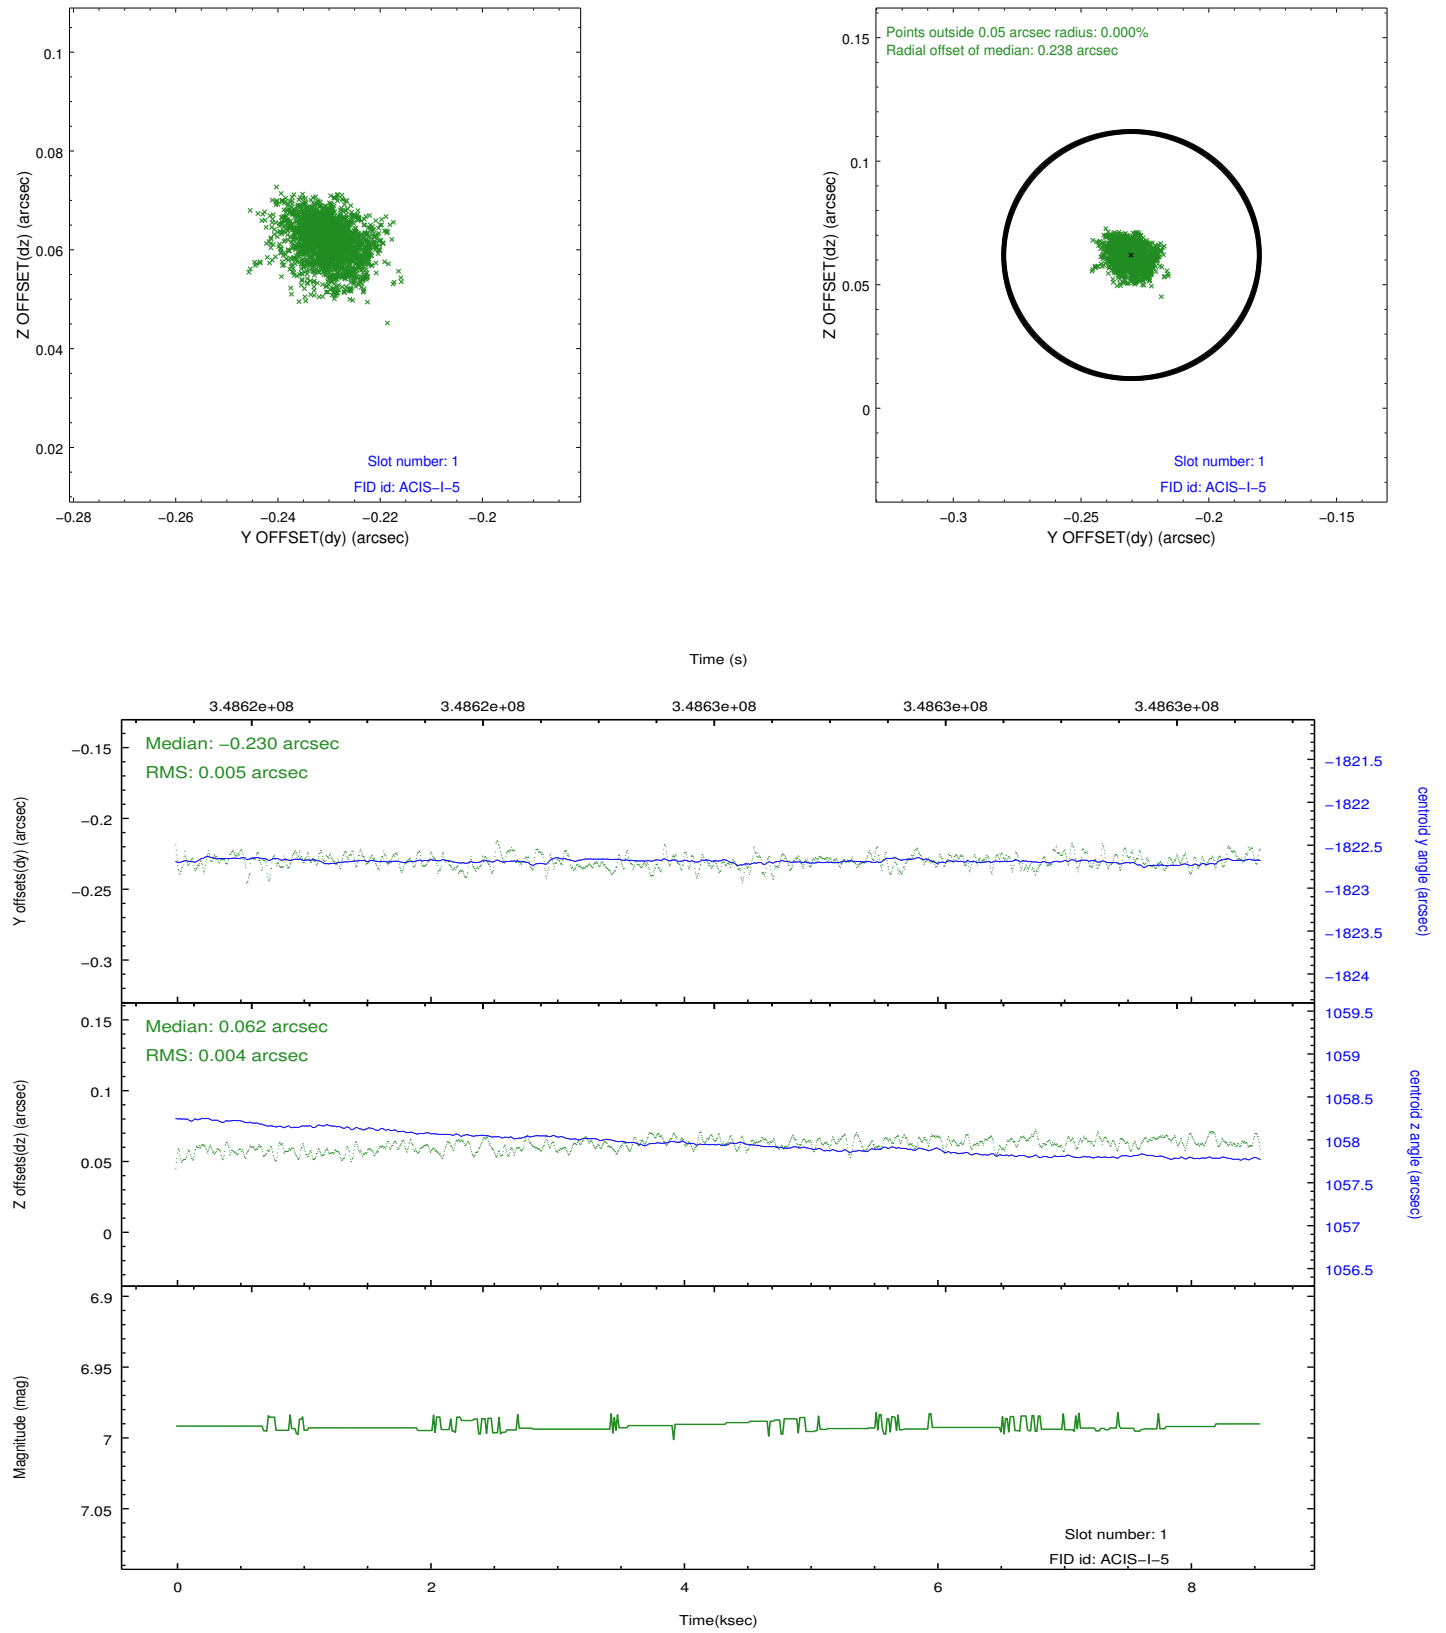 0.1
0.08
0.06
0.04
0.02
Z OFFSET(dz) (arcsec)
Slot number: 1
FID id: ACIS−I−5
−0.28 −0.26 −0.24 −0.22 −0.2
Y OFFSET(dy) (arcsec)
Points outside 0.05 arcsec radius: 0.000%
Radial offset of median: 0.238 arcsec
0.15
0.1
0.05
0
Z OFFSET(dz) (arcsec)
Slot number: 1
FID id: ACIS−I−5
−0.3 −0.25 −0.2 −0.15
Y OFFSET(dy) (arcsec)
Time (s)
3.4862e+08 3.4862e+08 3.4863e+08 3.4863e+08 3.4863e+08
Median: −0.230 arcsec
RMS: 0.005 arcsec
−0.15
−0.2
−0.25
−0.3
Y offsets(dy) (arcsec)
−1821.5
−1822
−1822.5
−1823
−1823.5
−1824
centroid y angle (arcsec)
Median: 0.062 arcsec
RMS: 0.004 arcsec
0.15
0.1
0.05
0
Z offsets(dz) (arcsec)
1059.5
1059
1058.5
1058
1057.5
1057
1056.5
centroid z angle (arcsec)
6.9
6.95
7
7.05
Magnitude (mag)
Slot number: 1
FID id: ACIS−I−5
0 2 4 6 8
Time(ksec)